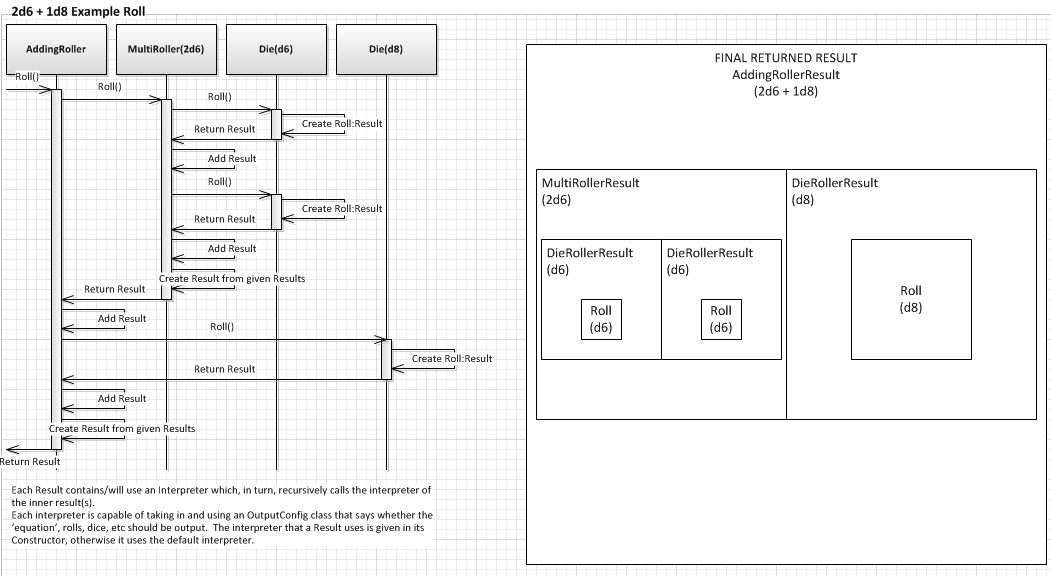 2d6 + 1d8 Example Roll
AddingRoller
MultiRoller(2d6)
Die(d6)
Die(d8)
Roll()
Roll()
Roll()
Create Roll:Result
Return Result
Add Result
Roll()
Create Roll:Result
Return Result
Add Result
Create Result from given Results
Return Result
Add Result
Roll()
Create Roll:Result
Return Result
Add Result
Create Result from given Results
Return Result
Each Result contains/will use an Interpreter which, in turn, recursively calls the interpreter of
the inner result(s).
Each interpreter is capable of taking in and using an OutputConfig class that says whether the
‘equation’, rolls, dice, etc should be output.  The interpreter that a Result uses is given in its
Constructor, otherwise it uses the default interpreter.
FINAL RETURNED RESULT
AddingRollerResult
(2d6 + 1d8)
MultiRollerResult
(2d6)
DieRollerResult
(d6)
Roll
(d6)
DieRollerResult
(d6)
Roll
(d6)
DieRollerResult
(d8)
Roll
(d8)